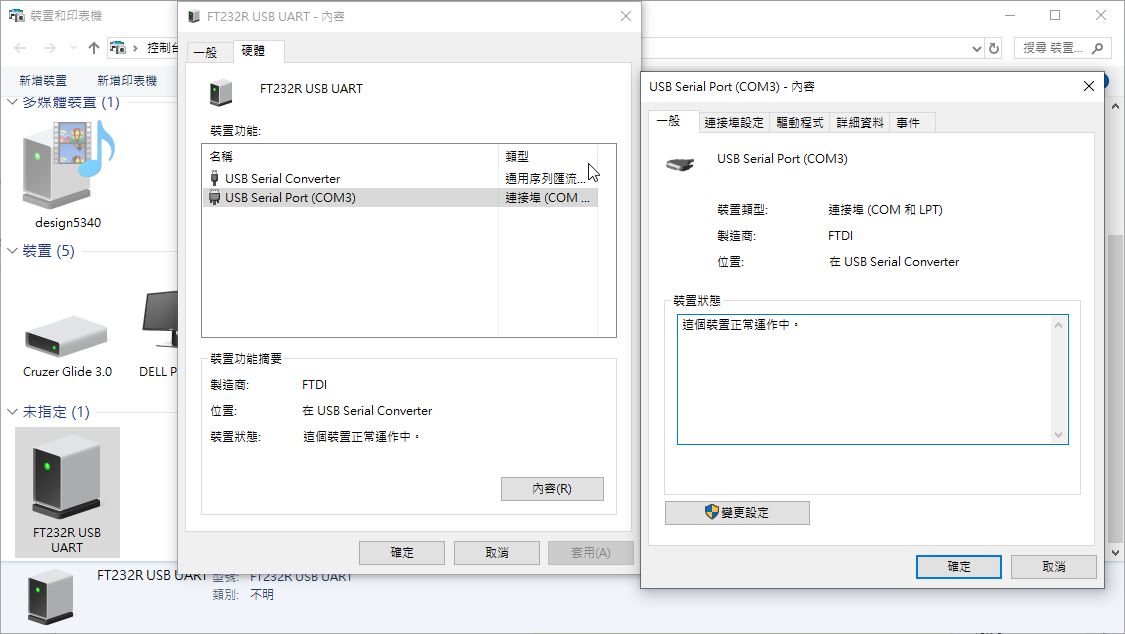 裝置和印表機
控制台
搜尋 裝置...
新增裝置
新增印表機
多媒體裝置 (1)
design5340
裝置 (5)
Cruzer Glide 3.0
DELL P
未指定 (1)
FT232R USB
UART
FT232R USB UART
型號:
FT232R USB UART
類別:
不明
FT232R USB UART - 內容
一般
硬體
FT232R USB UART
裝置功能:
名稱
類型
USB Serial Converter
通用序列匯流...
USB Serial Port (COM3)
連接埠 (COM ...
裝置功能摘要
製造商:
FTDI
位置:
在 USB Serial Converter
裝置狀態:
這個裝置正常運作中。
內容(R)
確定
取消
套用(A)
USB Serial Port (COM3) - 內容
一般
連接埠設定
驅動程式
詳細資料
事件
USB Serial Port (COM3)
裝置類型:
連接埠 (COM 和 LPT)
製造商:
FTDI
位置:
在 USB Serial Converter
裝置狀態
這個裝置正常運作中。
變更設定
確定
取消